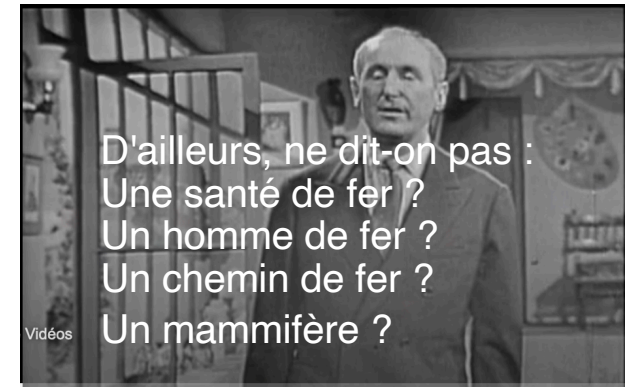 D'ailleurs, ne dit-on pas :
Une santé de fer ?
Un homme de fer ?
Un chemin de fer ?
Vidéos
Un mammifère ?